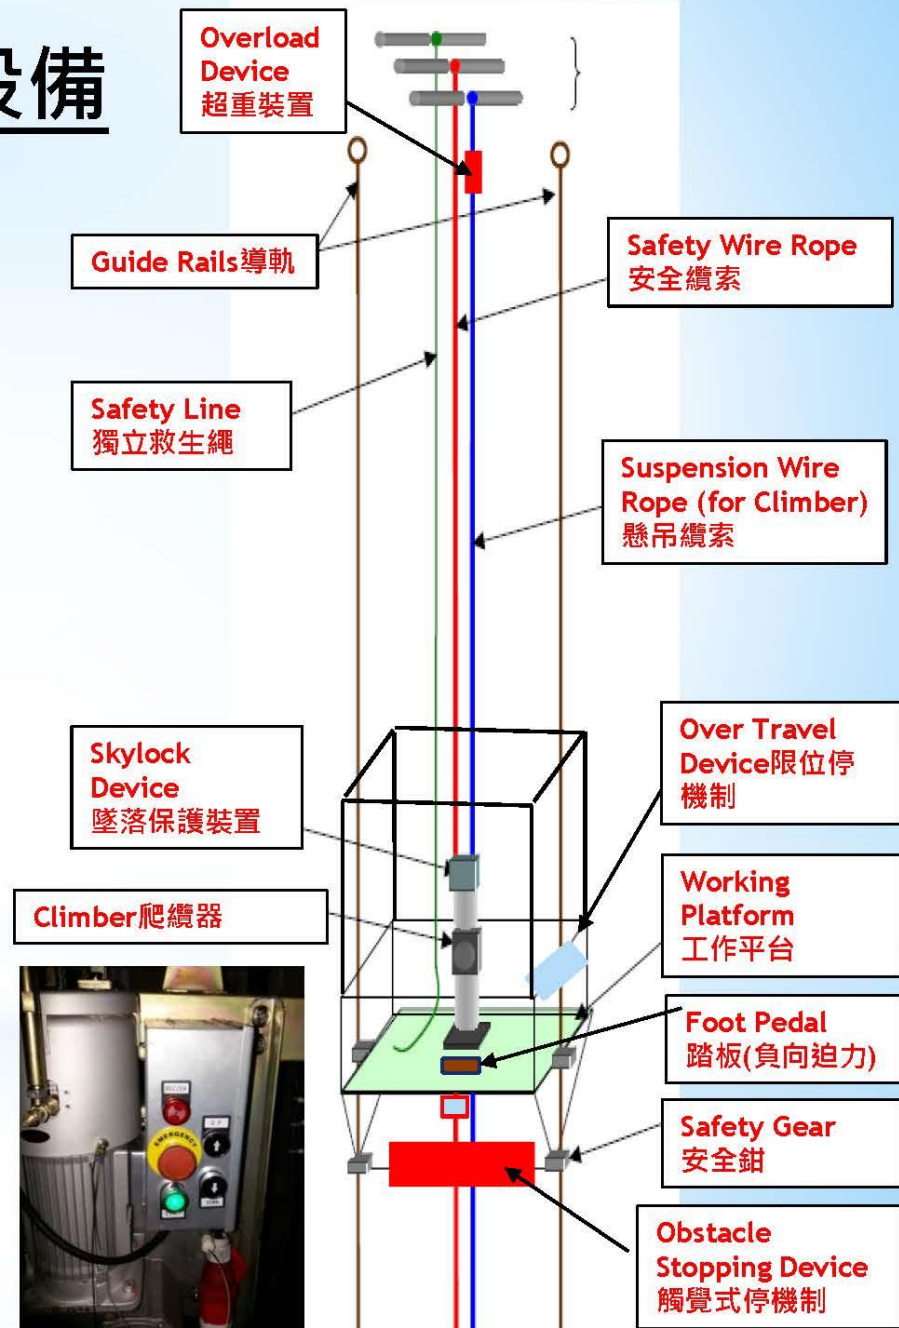 設備
Overload
Device
超重裝置
Guide Rails導軌
Safety Wire Rope
安全纜索
Safety Line
獨立救生繩
Suspension Wire
Rope (for Climber)
懸吊纜索
Skylock
Device
墜落保護裝置
Over Travel
Device限位停
機制
Climber爬纜器
Working
Platform
工作平台
Foot Pedal
踏板(負向迫力)
Safety Gear
安全鉗
Obstacle
Stopping Device
觸覺式停機制
BUZZER
UP
EMERGENCY